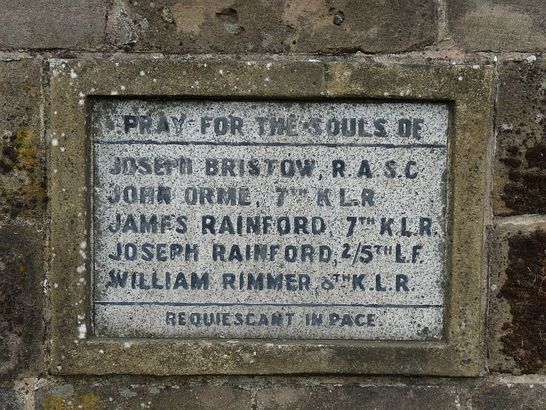 PRAY FOR THE SOULS OF
JOSEPH BRISTOW, R.A.S.C.
JOHN ORME, 7TH K.L.R.
JAMES RAINFORD, 7TH K.L.R.
JOSEPH RAINFORD, 2/5TH L.F.
WILLIAM RIMMER, 8TH K.L.R.
REQUIESCANT IN PACE